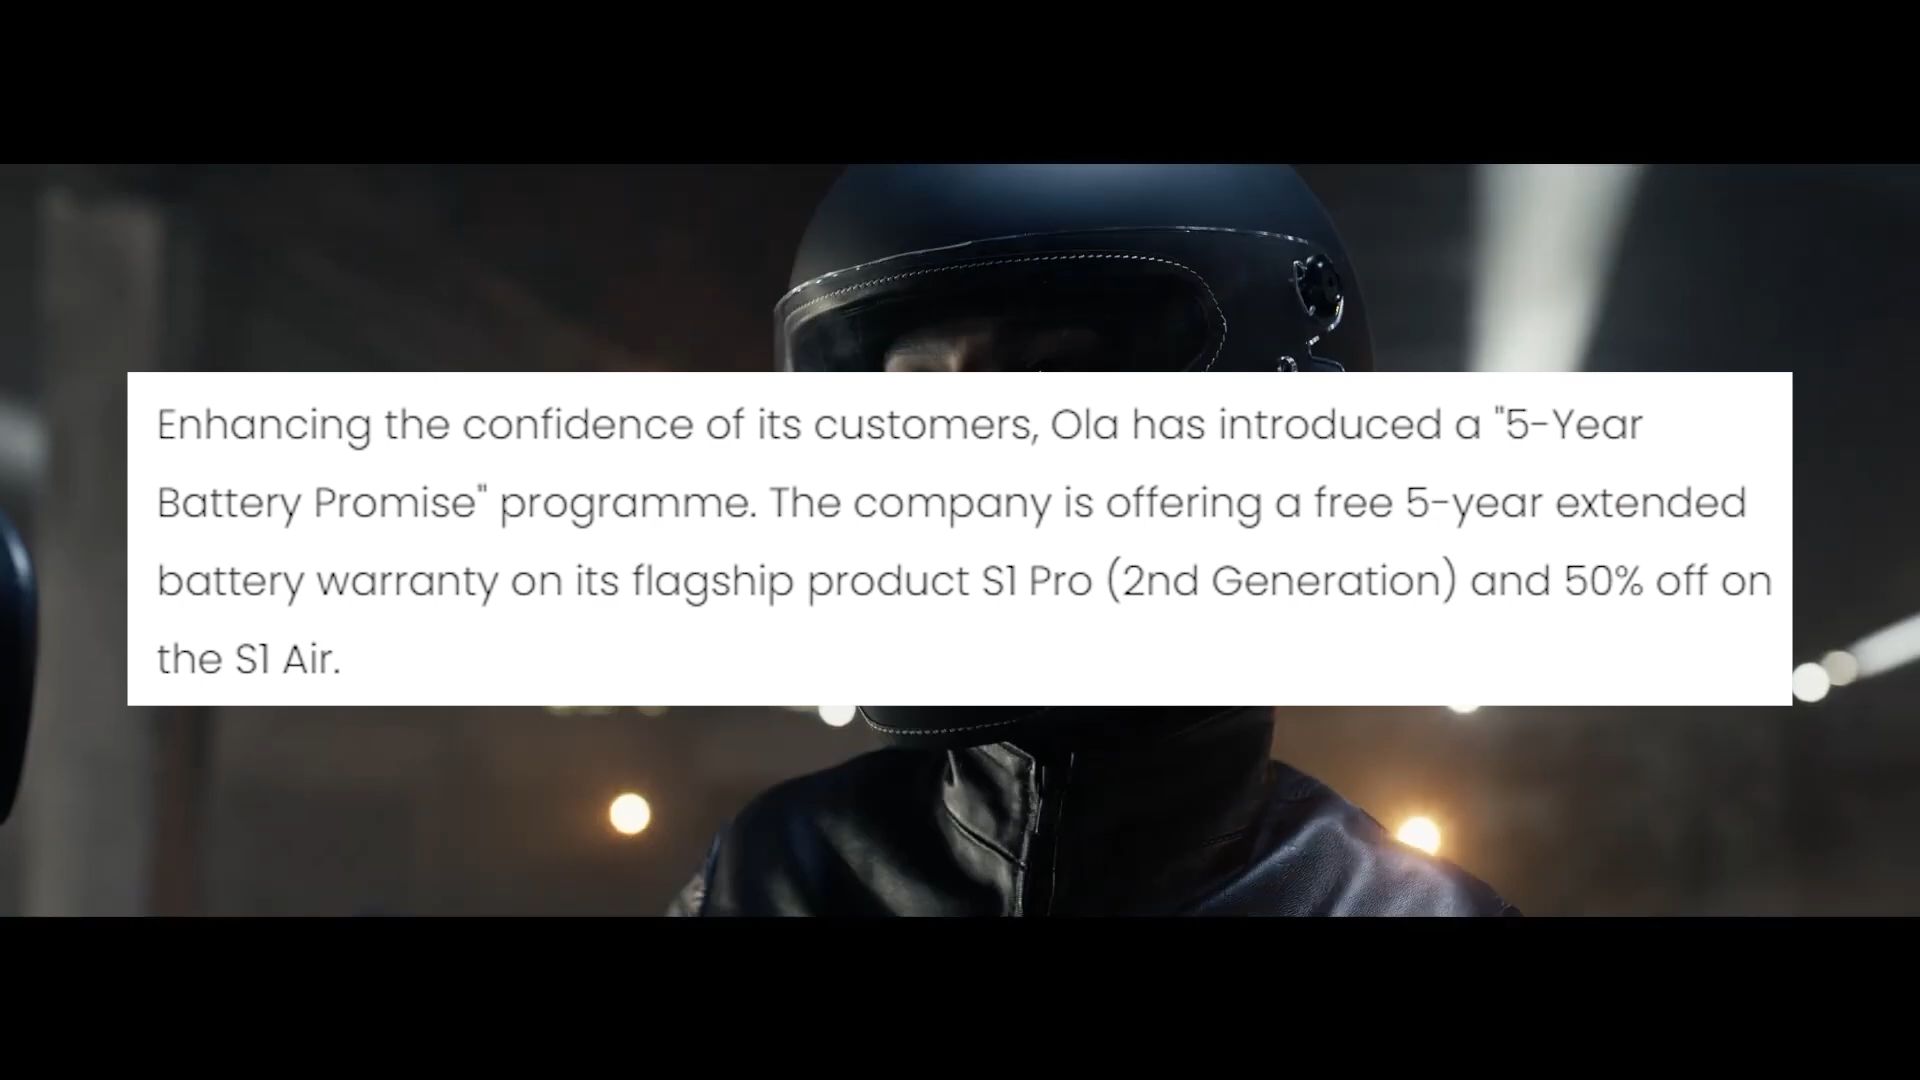 Enhancing the confidence of its customers, Ola has introduced a "5-Year
Battery Promise" programme. The company is offering a free 5-year extended
battery warranty on its flagship product S1 Pro (2nd Generation) and 50% off on
the S1 Air.